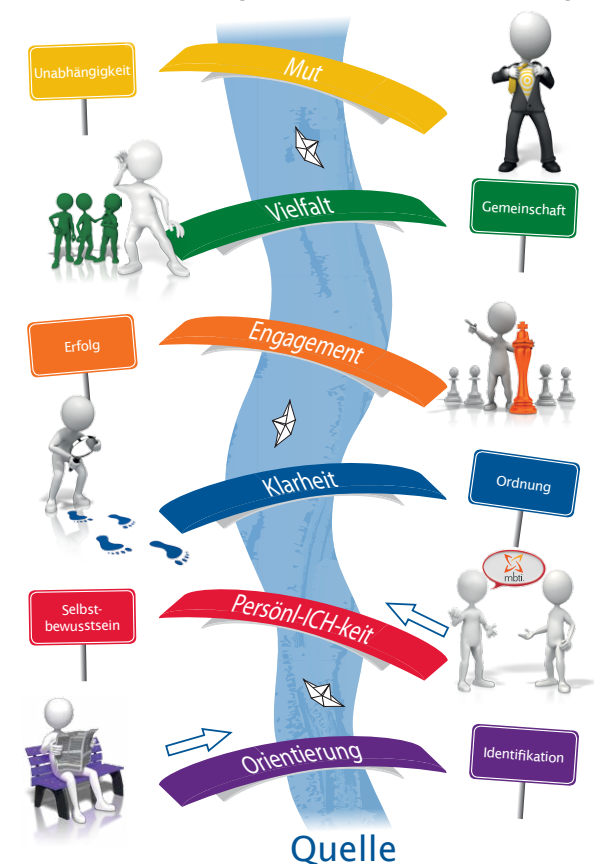 Unabhängigkeit
Mut
Vielfalt
Gemeinschaft
Erfolg
Engagement
Klarheit
Ordnung
mbti.
Selbst-
bewusstsein
Persönl-ICH-keit
Orientierung
Identifikation
Quelle